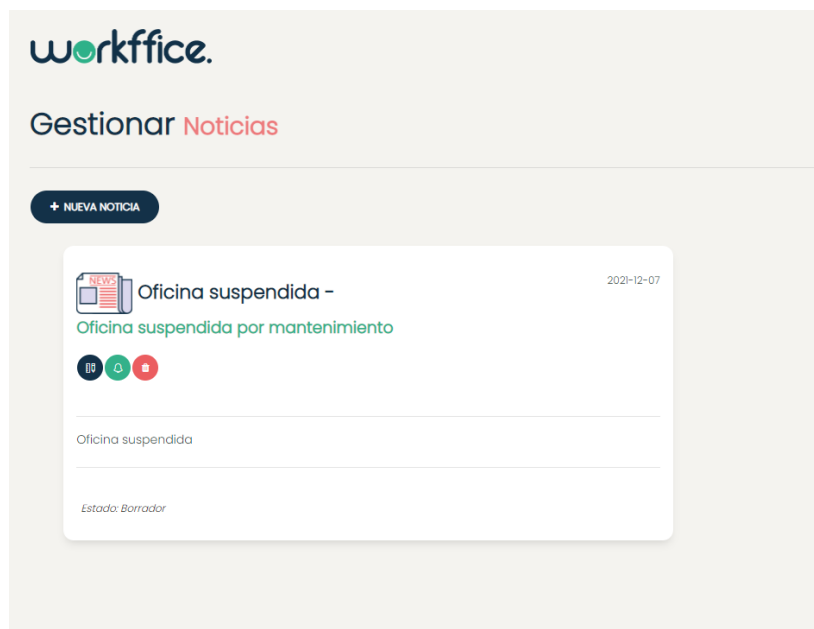 workffice.
Gestionar Noticias
+ NUEVA NOTICIA
NEWS
Oficina suspendida -
2021-12-07
Oficina suspendida por mantenimiento
Oficina suspendida
Estado: Borrador